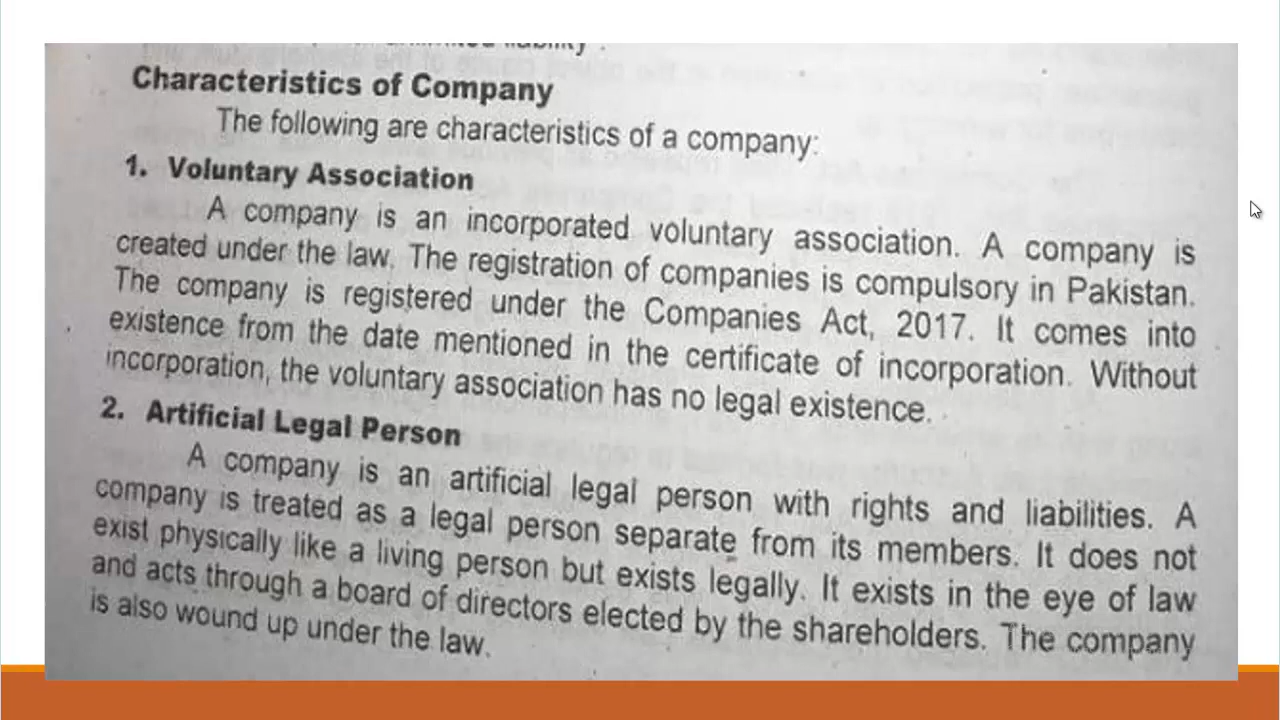 liability
Characteristics of Company
The following are characteristics of a company:
1. Voluntary Association
A company is an incorporated voluntary association. A company is
created under the law. The registration of companies is compulsory in Pakistan.
The company is registered under the Companies Act, 2017. It comes into
existence from the date mentioned in the certificate of incorporation. Without
incorporation, the voluntary association has no legal existence.
2. Artificial Legal Person
A company is an artificial legal person with rights and liabilities. A
company is treated as a legal person separate from its members. It does not
exist physically like a living person but exists legally. It exists in the eye of law
and acts through a board of directors elected by the shareholders. The company
is also wound up under the law.